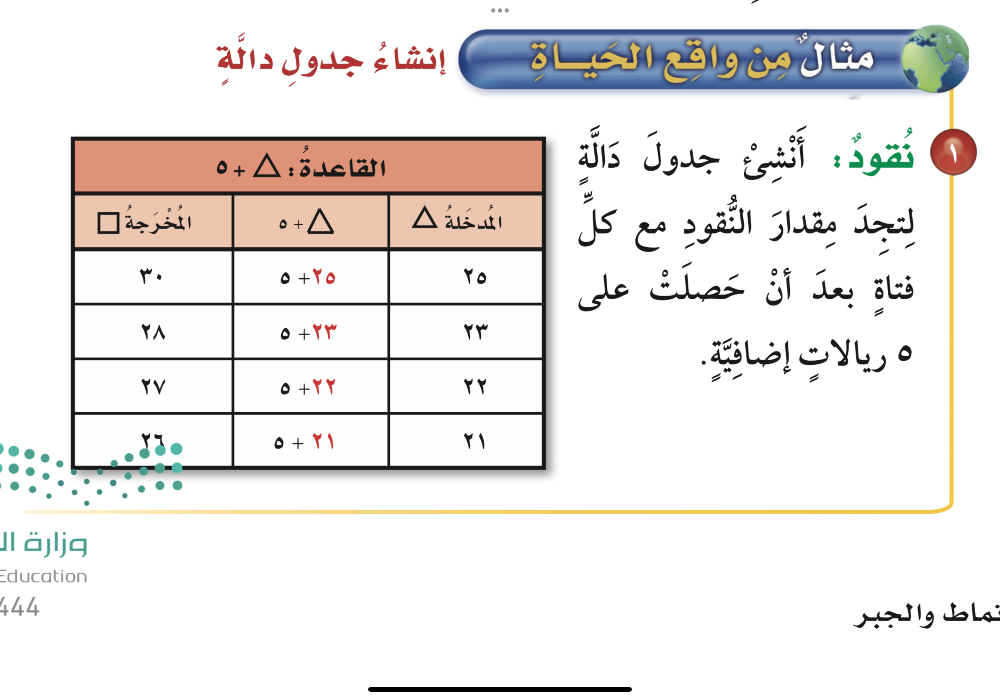 مثالٌ مِن واقِعِ الحَيـاةِ إنشاءُ جدولِ دالَّةٍ
١ نُقودٌ: أَنْشِئْ جدولَ دَالَّةٍ
لِتجِدَ مِقدارَ النُّقودِ مع كلِّ
فتاةٍ بعدَ أنْ حَصلَتْ على
٥ ريالاتٍ إضافِيَّةٍ.
القاعدةُ: △ + ٥
المُدخَلةُ △ △ + ٥ المُخْرَجةُ □
٢٥ ٢٥ + ٥ ٣٠
٢٣ ٢٣ + ٥ ٢٨
٢٢ ٢٢ + ٥ ٢٧
٢١ ٢١ + ٥ ٢٦
وزارة
Education
444
والجبر